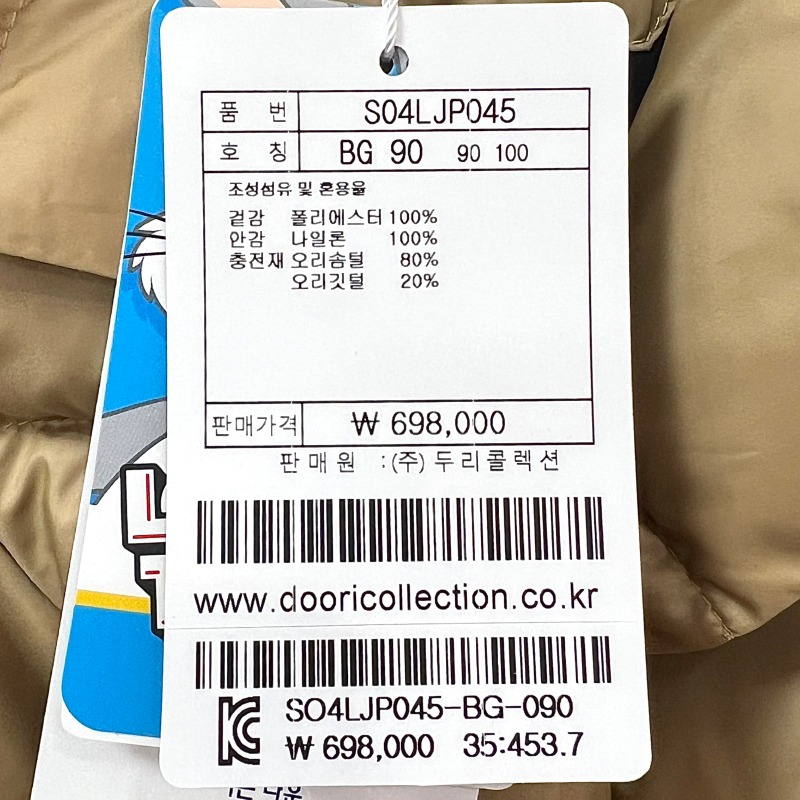 품 번 S04LJP045
호 칭 BG 90 90 100
조성섬유 및 혼용율
겉감 폴리에스터 100%
안감 나일론 100%
충전재 오리솜털 80%
오리깃털 20%
판매가격 ₩ 698,000
판 매 원 : (주) 두 리 콜 렉 션
www.dooricollection.co.kr
S04LJP045-BG-090
₩ 698,000 35:453.7